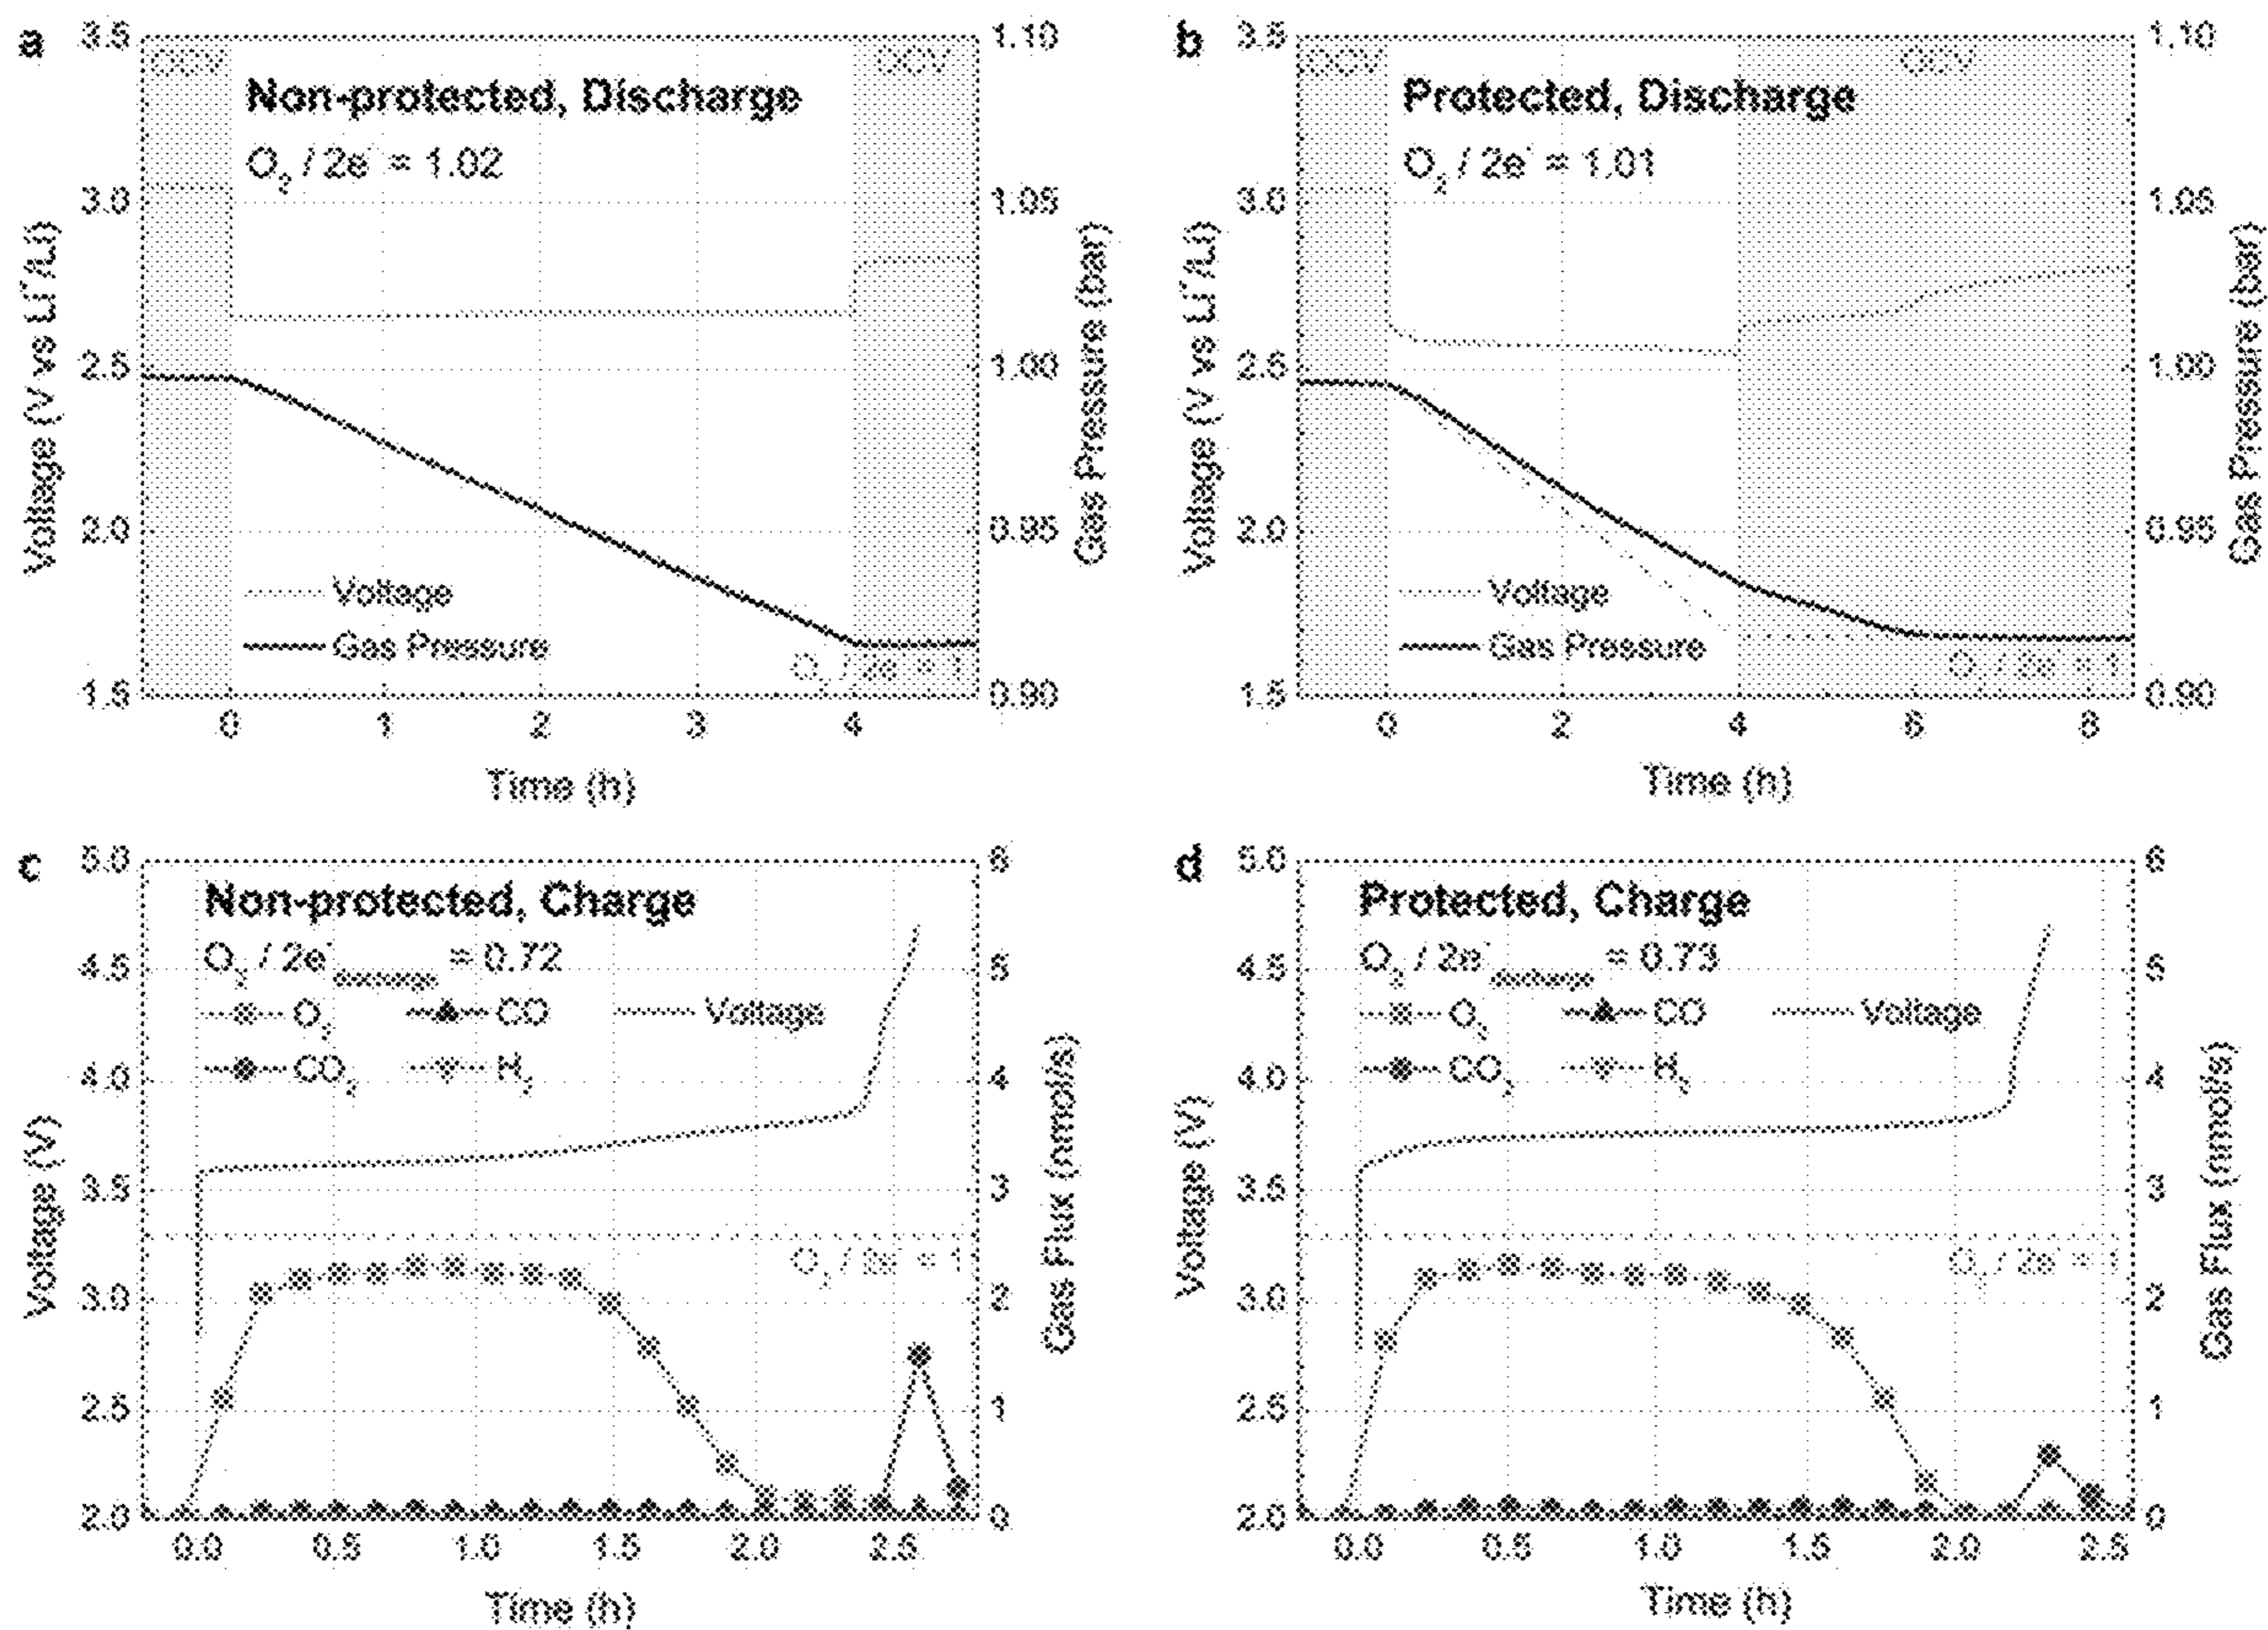 a
Non-protected, Discharge
O₂ / 2e⁻ = 1.02
OCV
OCV
3.5
3.0
2.5
2.0
1.5
Voltage (V vs Li⁺/Li)
1.10
1.05
1.00
0.95
0.90
Gas Pressure (bar)
Voltage
Gas Pressure
O₂ / 2e⁻ = 1
0 1 2 3 4
Time (h)
b
Protected, Discharge
O₂ / 2e⁻ = 1.01
OCV
OCV
3.5
3.0
2.5
2.0
1.5
Voltage (V vs Li⁺/Li)
1.10
1.05
1.00
0.95
0.90
Gas Pressure (bar)
Voltage
Gas Pressure
O₂ / 2e⁻ = 1
0 2 4 6 8
Time (h)
c
Non-protected, Charge
O₂ / 2e⁻ = 0.72
O₂ CO Voltage
CO₂ H₂
5.0
4.5
4.0
3.5
3.0
2.5
2.0
Voltage (V)
6
5
4
3
2
1
0
Gas Flux (nmol/s)
O₂ / 2e⁻ = 1
0.0 0.5 1.0 1.5 2.0 2.5
Time (h)
d
Protected, Charge
O₂ / 2e⁻ = 0.73
O₂ CO Voltage
CO₂ H₂
5.0
4.5
4.0
3.5
3.0
2.5
2.0
Voltage (V)
6
5
4
3
2
1
0
Gas Flux (nmol/s)
O₂ / 2e⁻ = 1
0.0 0.5 1.0 1.5 2.0 2.5
Time (h)